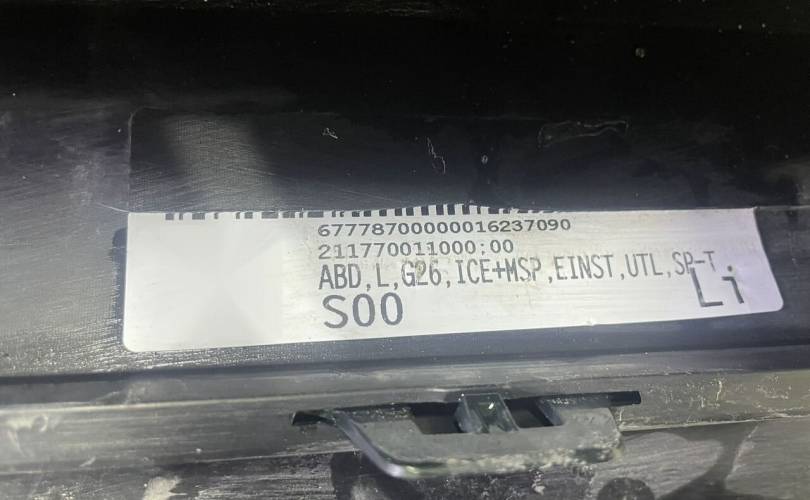 67778700000016237090
211770011000;00
ABD,L,G26,ICE+MSP,EINST,UTL,SP-T
S00
Li